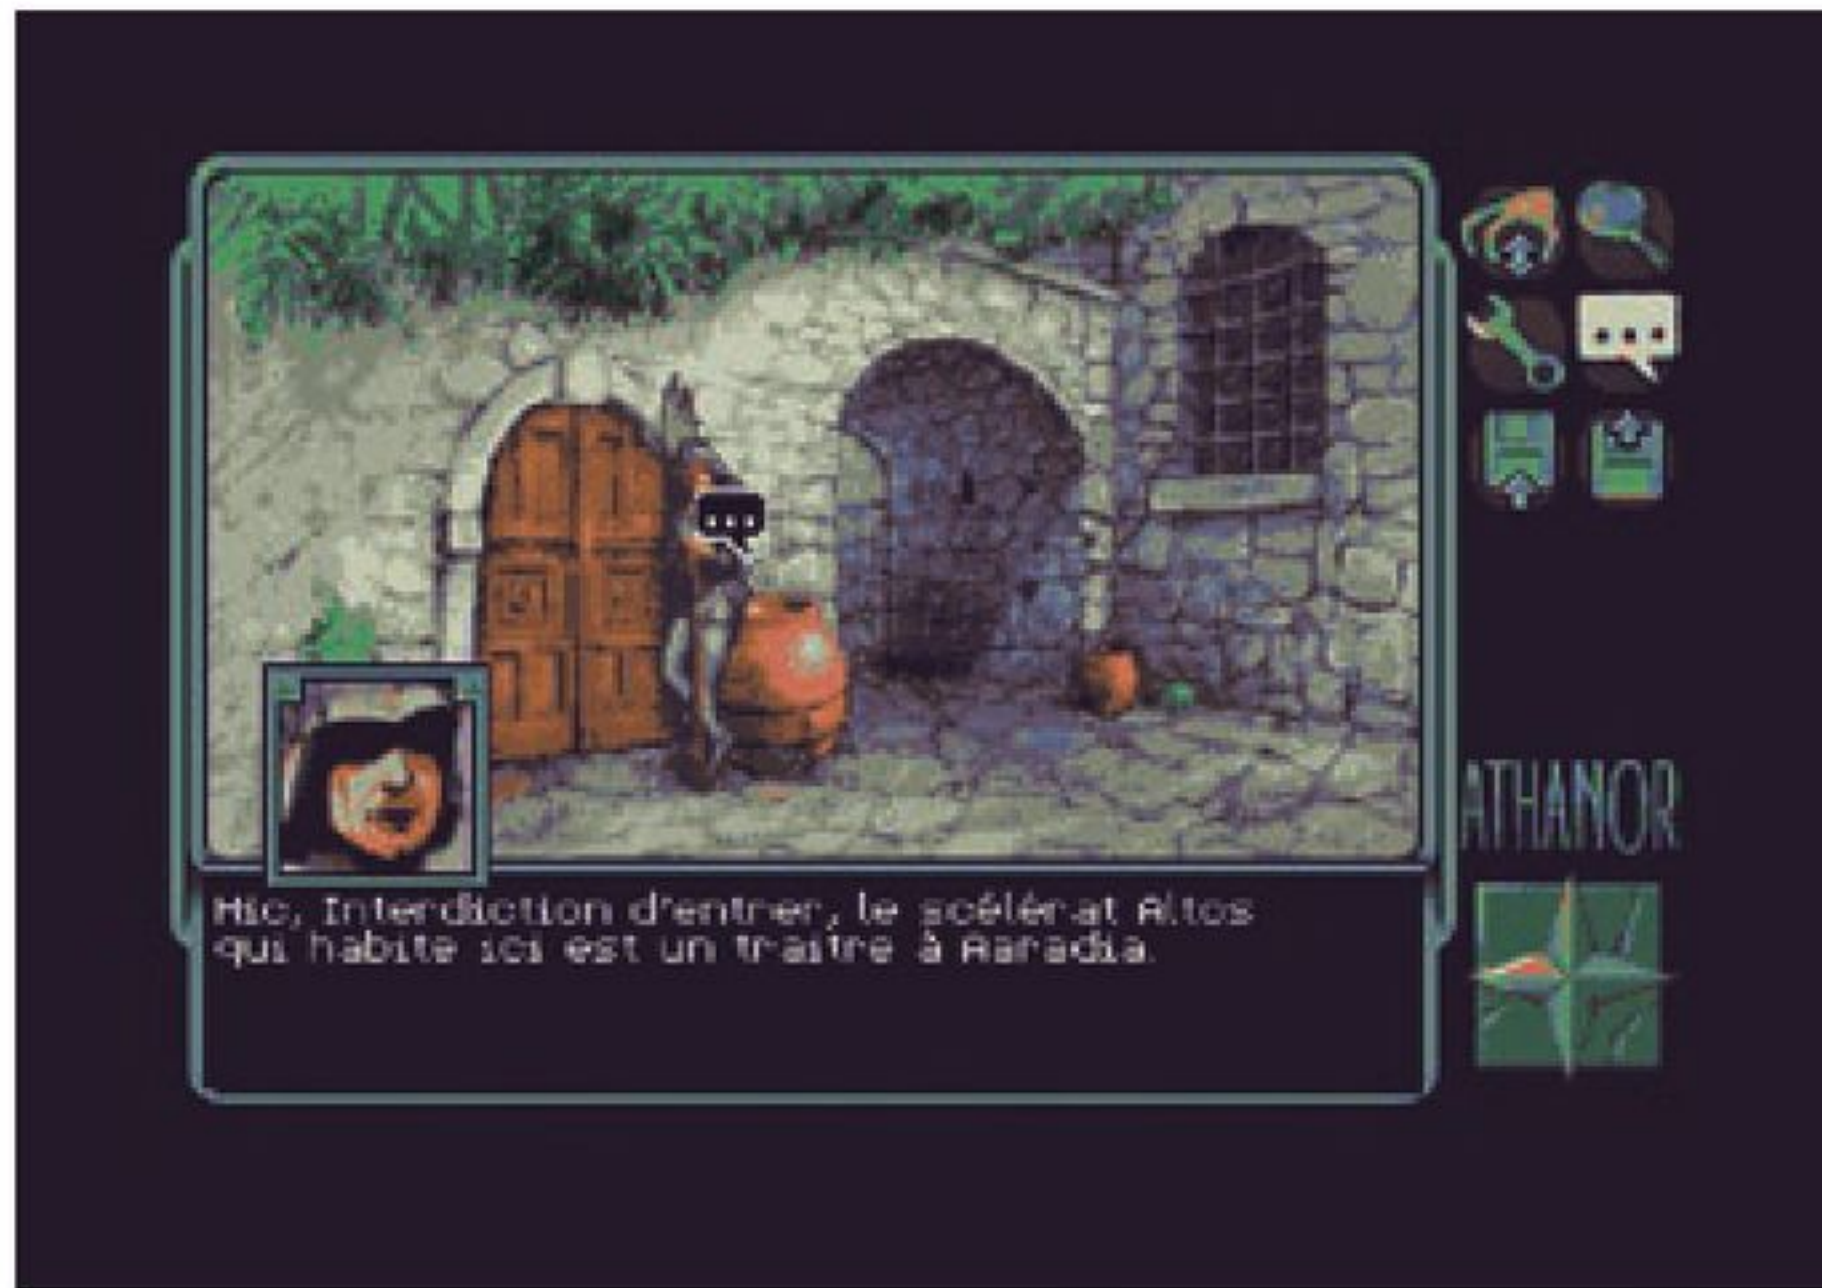 ATHANOR
Hic, Interdiction d'entrer, le scélérat Altos
qui habite ici est un traitre à Aaradia.